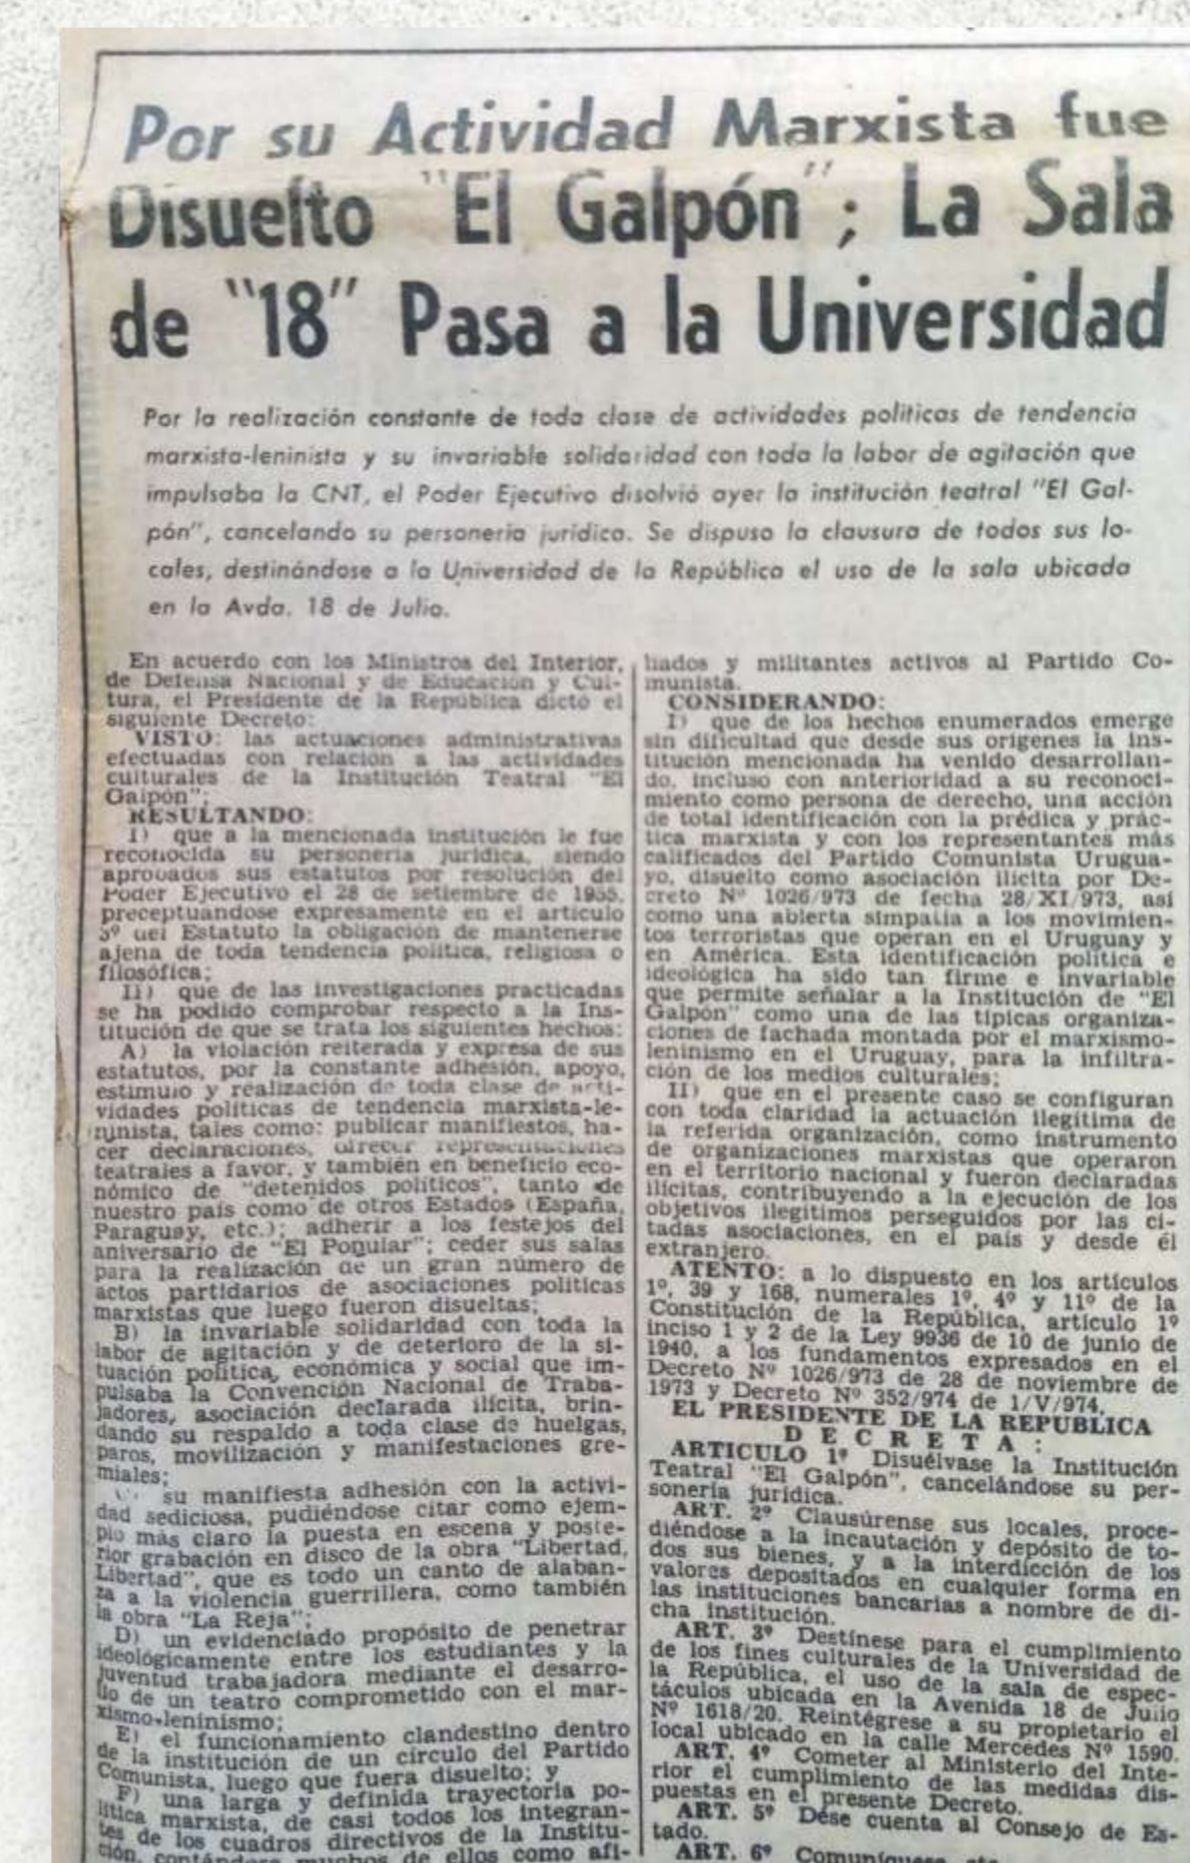 Por su Actividad Marxista fue
Disuelto "El Galpón"; La Sala
de "18" Pasa a la Universidad
Por la realización constante de toda clase de actividades políticas de tendencia
marxista-leninista y su invariable solidaridad con toda la labor de agitación que
impulsaba la CNT, el Poder Ejecutivo disolvió ayer la institución teatral "El Gal-
pón", cancelando su personería jurídica. Se dispuso la clausura de todos sus lo-
cales, destinándose a la Universidad de la República el uso de la sala ubicada
en la Avda. 18 de Julio.
En acuerdo con los Ministros del Interior,
de Defensa Nacional y de Educación y Cul-
tura, el Presidente de la República dictó el
siguiente Decreto:
VISTO: las actuaciones administrativas
efectuadas con relación a las actividades
culturales de la Institución Teatral "El
Galpón";
RESULTANDO:
I) que a la mencionada institución le fue
reconocida su personería jurídica, siendo
aprobados sus estatutos por resolución del
Poder Ejecutivo el 28 de setiembre de 1955,
preceptuándose expresamente en el artículo
3º del Estatuto la obligación de mantenerse
ajena de toda tendencia política, religiosa o
filosófica;
II) que de las investigaciones practicadas
se ha podido comprobar respecto a la Ins-
titución de que se trata los siguientes hechos:
A) la violación reiterada y expresa de sus
estatutos, por la constante adhesión, apoyo,
estímulo y realización de toda clase de acti-
vidades políticas de tendencia marxista-le-
ninista, tales como: publicar manifiestos, ha-
cer declaraciones, ofrecer representaciones
teatrales a favor, y también en beneficio eco-
nómico de "detenidos políticos", tanto de
nuestro país como de otros Estados (España,
Paraguay, etc.); adherir a los festejos del
aniversario de "El Popular"; ceder sus salas
para la realización de un gran número de
actos partidarios de asociaciones políticas
marxistas que luego fueron disueltas;
B) la invariable solidaridad con toda la
labor de agitación y de deterioro de la si-
tuación política, económica y social que im-
pulsaba la Convención Nacional de Traba-
jadores, asociación declarada ilícita, brin-
dando su respaldo a toda clase de huelgas,
paros, movilización y manifestaciones gre-
miales;
C) su manifiesta adhesión con la activi-
dad sediciosa, pudiéndose citar como ejem-
plo más claro la puesta en escena y poste-
rior grabación en disco de la obra "Libertad,
Libertad", que es todo un canto de alaban-
za a la violencia guerrillera, como también
la obra "La Reja";
D) un evidenciado propósito de penetrar
ideológicamente entre los estudiantes y la
juventud trabajadora mediante el desarro-
llo de un teatro comprometido con el mar-
xismo-leninismo;
E) el funcionamiento clandestino dentro
de la institución de un círculo del Partido
Comunista, luego que fuera disuelto; y
F) una larga y definida trayectoria po-
lítica marxista, de casi todos los integran-
tes de los cuadros directivos de la Institu-
ción, contándose muchos de ellos como afi-
liados y militantes activos al Partido Co-
munista.
CONSIDERANDO:
I) que de los hechos enumerados emerge
sin dificultad que desde sus orígenes la ins-
titución mencionada ha venido desarrollan-
do, incluso con anterioridad a su reconoci-
miento como persona de derecho, una acción
de total identificación con la prédica y prác-
tica marxista y con los representantes más
calificados del Partido Comunista Urugua-
yo, disuelto como asociación ilícita por De-
creto Nº 1026/973 de fecha 28/XI/973, así
como una abierta simpatía a los movimien-
tos terroristas que operan en el Uruguay y
en América. Esta identificación política e
ideológica ha sido tan firme e invariable
que permite señalar a la Institución de "El
Galpón" como una de las típicas organiza-
ciones de fachada montada por el marxismo-
leninismo en el Uruguay, para la infiltra-
ción de los medios culturales;
II) que en el presente caso se configuran
con toda claridad la actuación ilegítima de
la referida organización, como instrumento
de organizaciones marxistas que operaron
en el territorio nacional y fueron declaradas
ilícitas, contribuyendo a la ejecución de los
objetivos ilegítimos perseguidos por las ci-
tadas asociaciones, en el país y desde él
extranjero.
ATENTO: a lo dispuesto en los artículos
1º, 39 y 168, numerales 1º, 4º y 11º de la
Constitución de la República, artículo 1º
inciso 1 y 2 de la Ley 9936 de 10 de junio de
1940, a los fundamentos expresados en el
Decreto Nº 1026/973 de 28 de noviembre de
1973 y Decreto Nº 352/974 de 1/V/974,
EL PRESIDENTE DE LA REPUBLICA
D E C R E T A :
ARTICULO 1º Disuélvase la Institución
Teatral "El Galpón", cancelándose su per-
sonería jurídica.
ART. 2º Clausúrense sus locales, proce-
diéndose a la incautación y depósito de to-
dos sus bienes, y a la interdicción de los
valores depositados en cualquier forma en
las instituciones bancarias a nombre de di-
cha institución.
ART. 3º Destínese para el cumplimiento
de los fines culturales de la Universidad de
la República, el uso de la sala de espec-
táculos ubicada en la Avenida 18 de Julio
Nº 1618/20. Reintégrese a su propietario el
local ubicado en la calle Mercedes Nº 1590.
ART. 4º Cometer al Ministerio del Inte-
rior el cumplimiento de las medidas dis-
puestas en el presente Decreto.
ART. 5º Dése cuenta al Consejo de Es-
tado.
ART. 6º Comuníquese, etc.